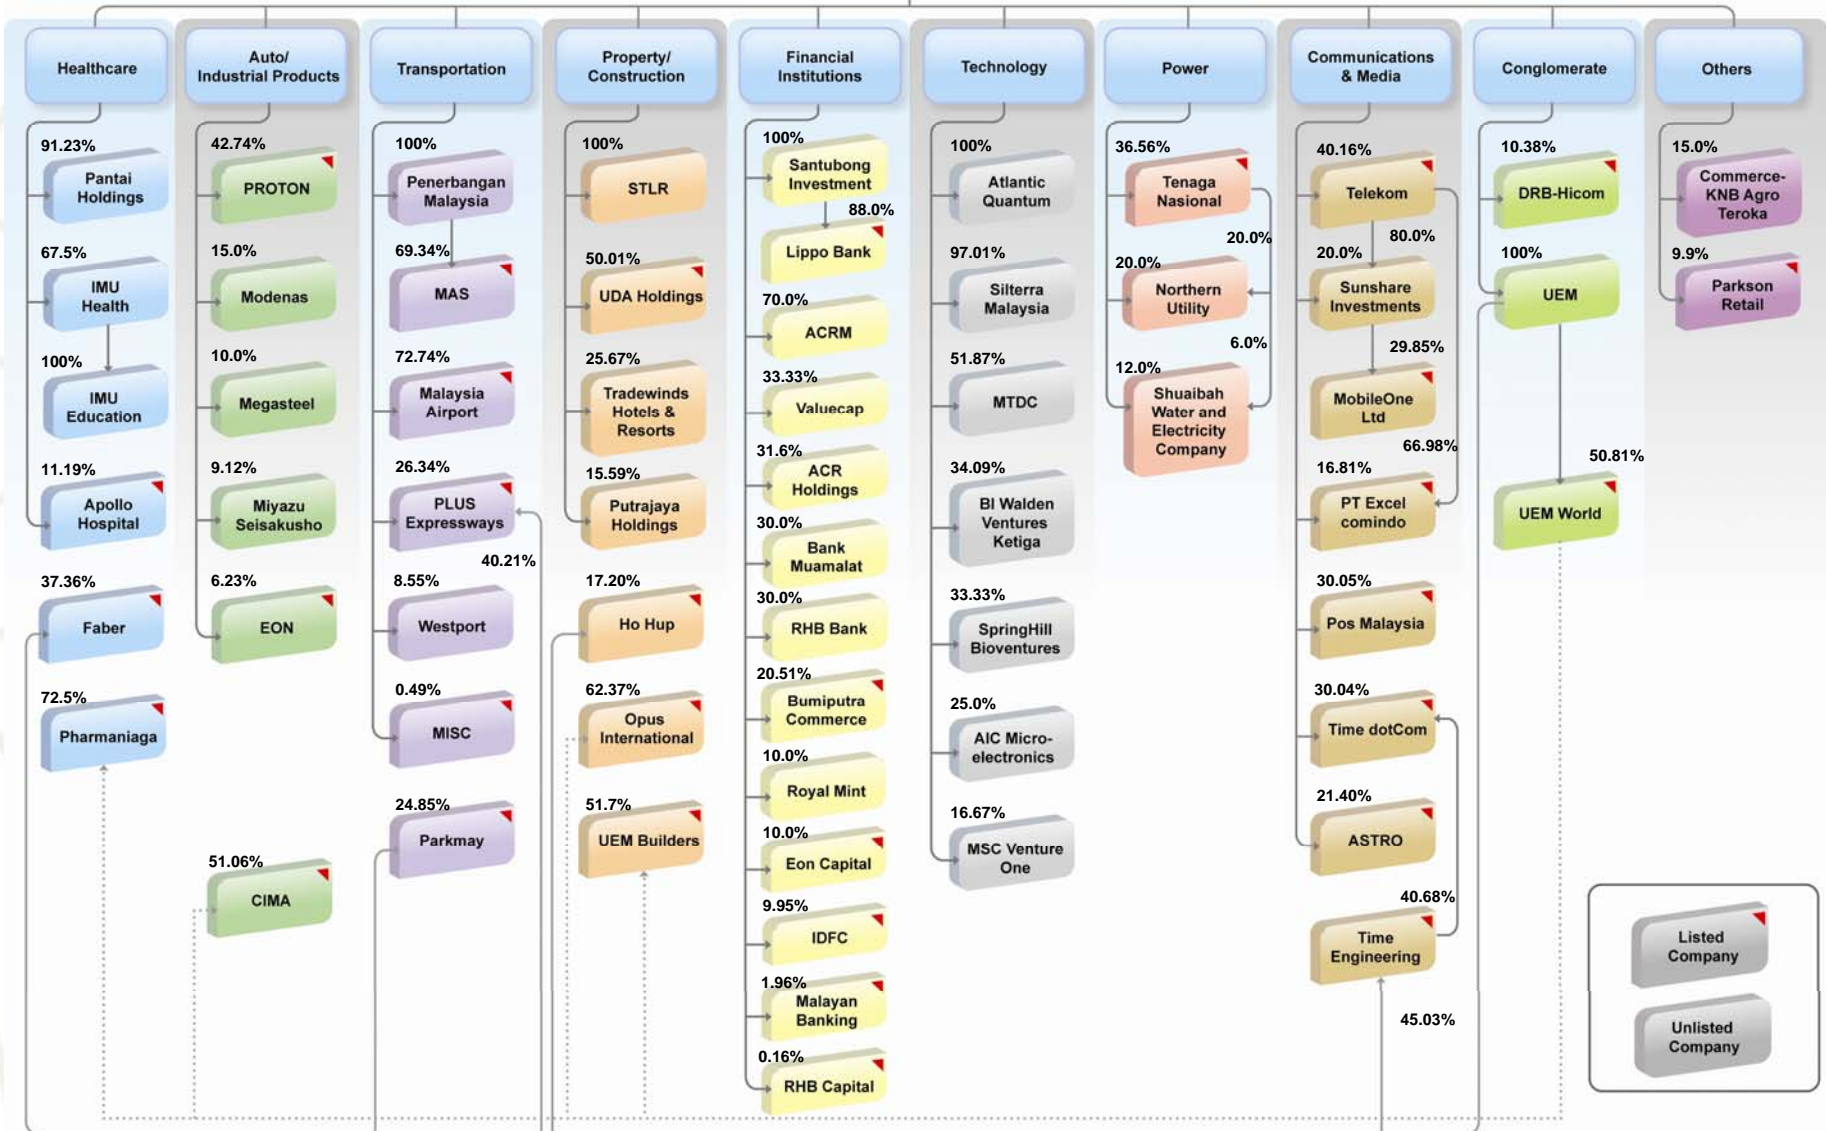 Healthcare
Auto/
Industrial Products
Transportation
Property/
Construction
Financial
Institutions
Technology
Power
Communications
& Media
Conglomerate
Others
91.23%
Pantai
Holdings
67.5%
IMU
Health
100%
IMU
Education
11.19%
Apollo
Hospital
37.36%
Faber
72.5%
Pharmaniaga
42.74%
PROTON
15.0%
Modenas
10.0%
Megasteel
9.12%
Miyazu
Seisakusho
6.23%
EON
51.06%
CIMA
100%
Penerbangan
Malaysia
69.34%
MAS
72.74%
Malaysia
Airport
26.34%
PLUS
Expressways
40.21%
8.55%
Westport
0.49%
MISC
24.85%
Parkmay
100%
STLR
50.01%
UDA Holdings
25.67%
Tradewinds
Hotels &
Resorts
15.59%
Putrajaya
Holdings
17.20%
Ho Hup
62.37%
Opus
International
51.7%
UEM Builders
100%
Santubong
Investment
88.0%
Lippo Bank
70.0%
ACRM
33.33%
Valuecap
31.6%
ACR
Holdings
30.0%
Bank
Muamalat
30.0%
RHB Bank
20.51%
Bumiputra
Commerce
10.0%
Royal Mint
10.0%
Eon Capital
9.95%
IDFC
1.96%
Malayan
Banking
0.16%
RHB Capital
100%
Atlantic
Quantum
97.01%
Silterra
Malaysia
51.87%
MTDC
34.09%
BI Walden
Ventures
Ketiga
33.33%
SpringHill
Bioventures
25.0%
AIC Micro-
electronics
16.67%
MSC Venture
One
36.56%
Tenaga
Nasional
20.0%
20.0%
Northern
Utility
6.0%
12.0%
Shuaibah
Water and
Electricity
Company
40.16%
Telekom
80.0%
20.0%
Sunshare
Investments
29.85%
MobileOne
Ltd
66.98%
16.81%
PT Excel
comindo
30.05%
Pos Malaysia
30.04%
Time dotCom
21.40%
ASTRO
40.68%
Time
Engineering
45.03%
10.38%
DRB-Hicom
100%
UEM
50.81%
UEM World
15.0%
Commerce-
KNB Agro
Teroka
9.9%
Parkson
Retail
Listed
Company
Unlisted
Company